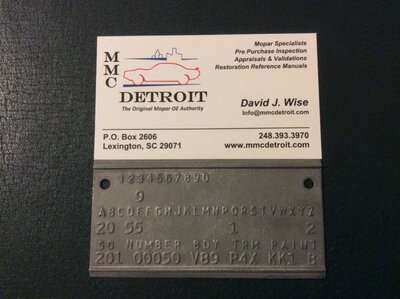 Mopar Specialists
Pre Purchase Inspection
Appraisals & Validations
Restoration Reference Manuals
MMC
DETROIT
The Original Mopar OE Authority
David J. Wise
Info@mmcdetroit.com
P.O. Box 2606
Lexington, SC 29071
248.393.3970
www.mmcdetroit.com
1234567890
9
ABCDEFGHJKLMNPQRSTVWXYZ
20 55 1 2
SO NUMBER BDY TRM PAINT
201 00050 V89 P4X KK1 B